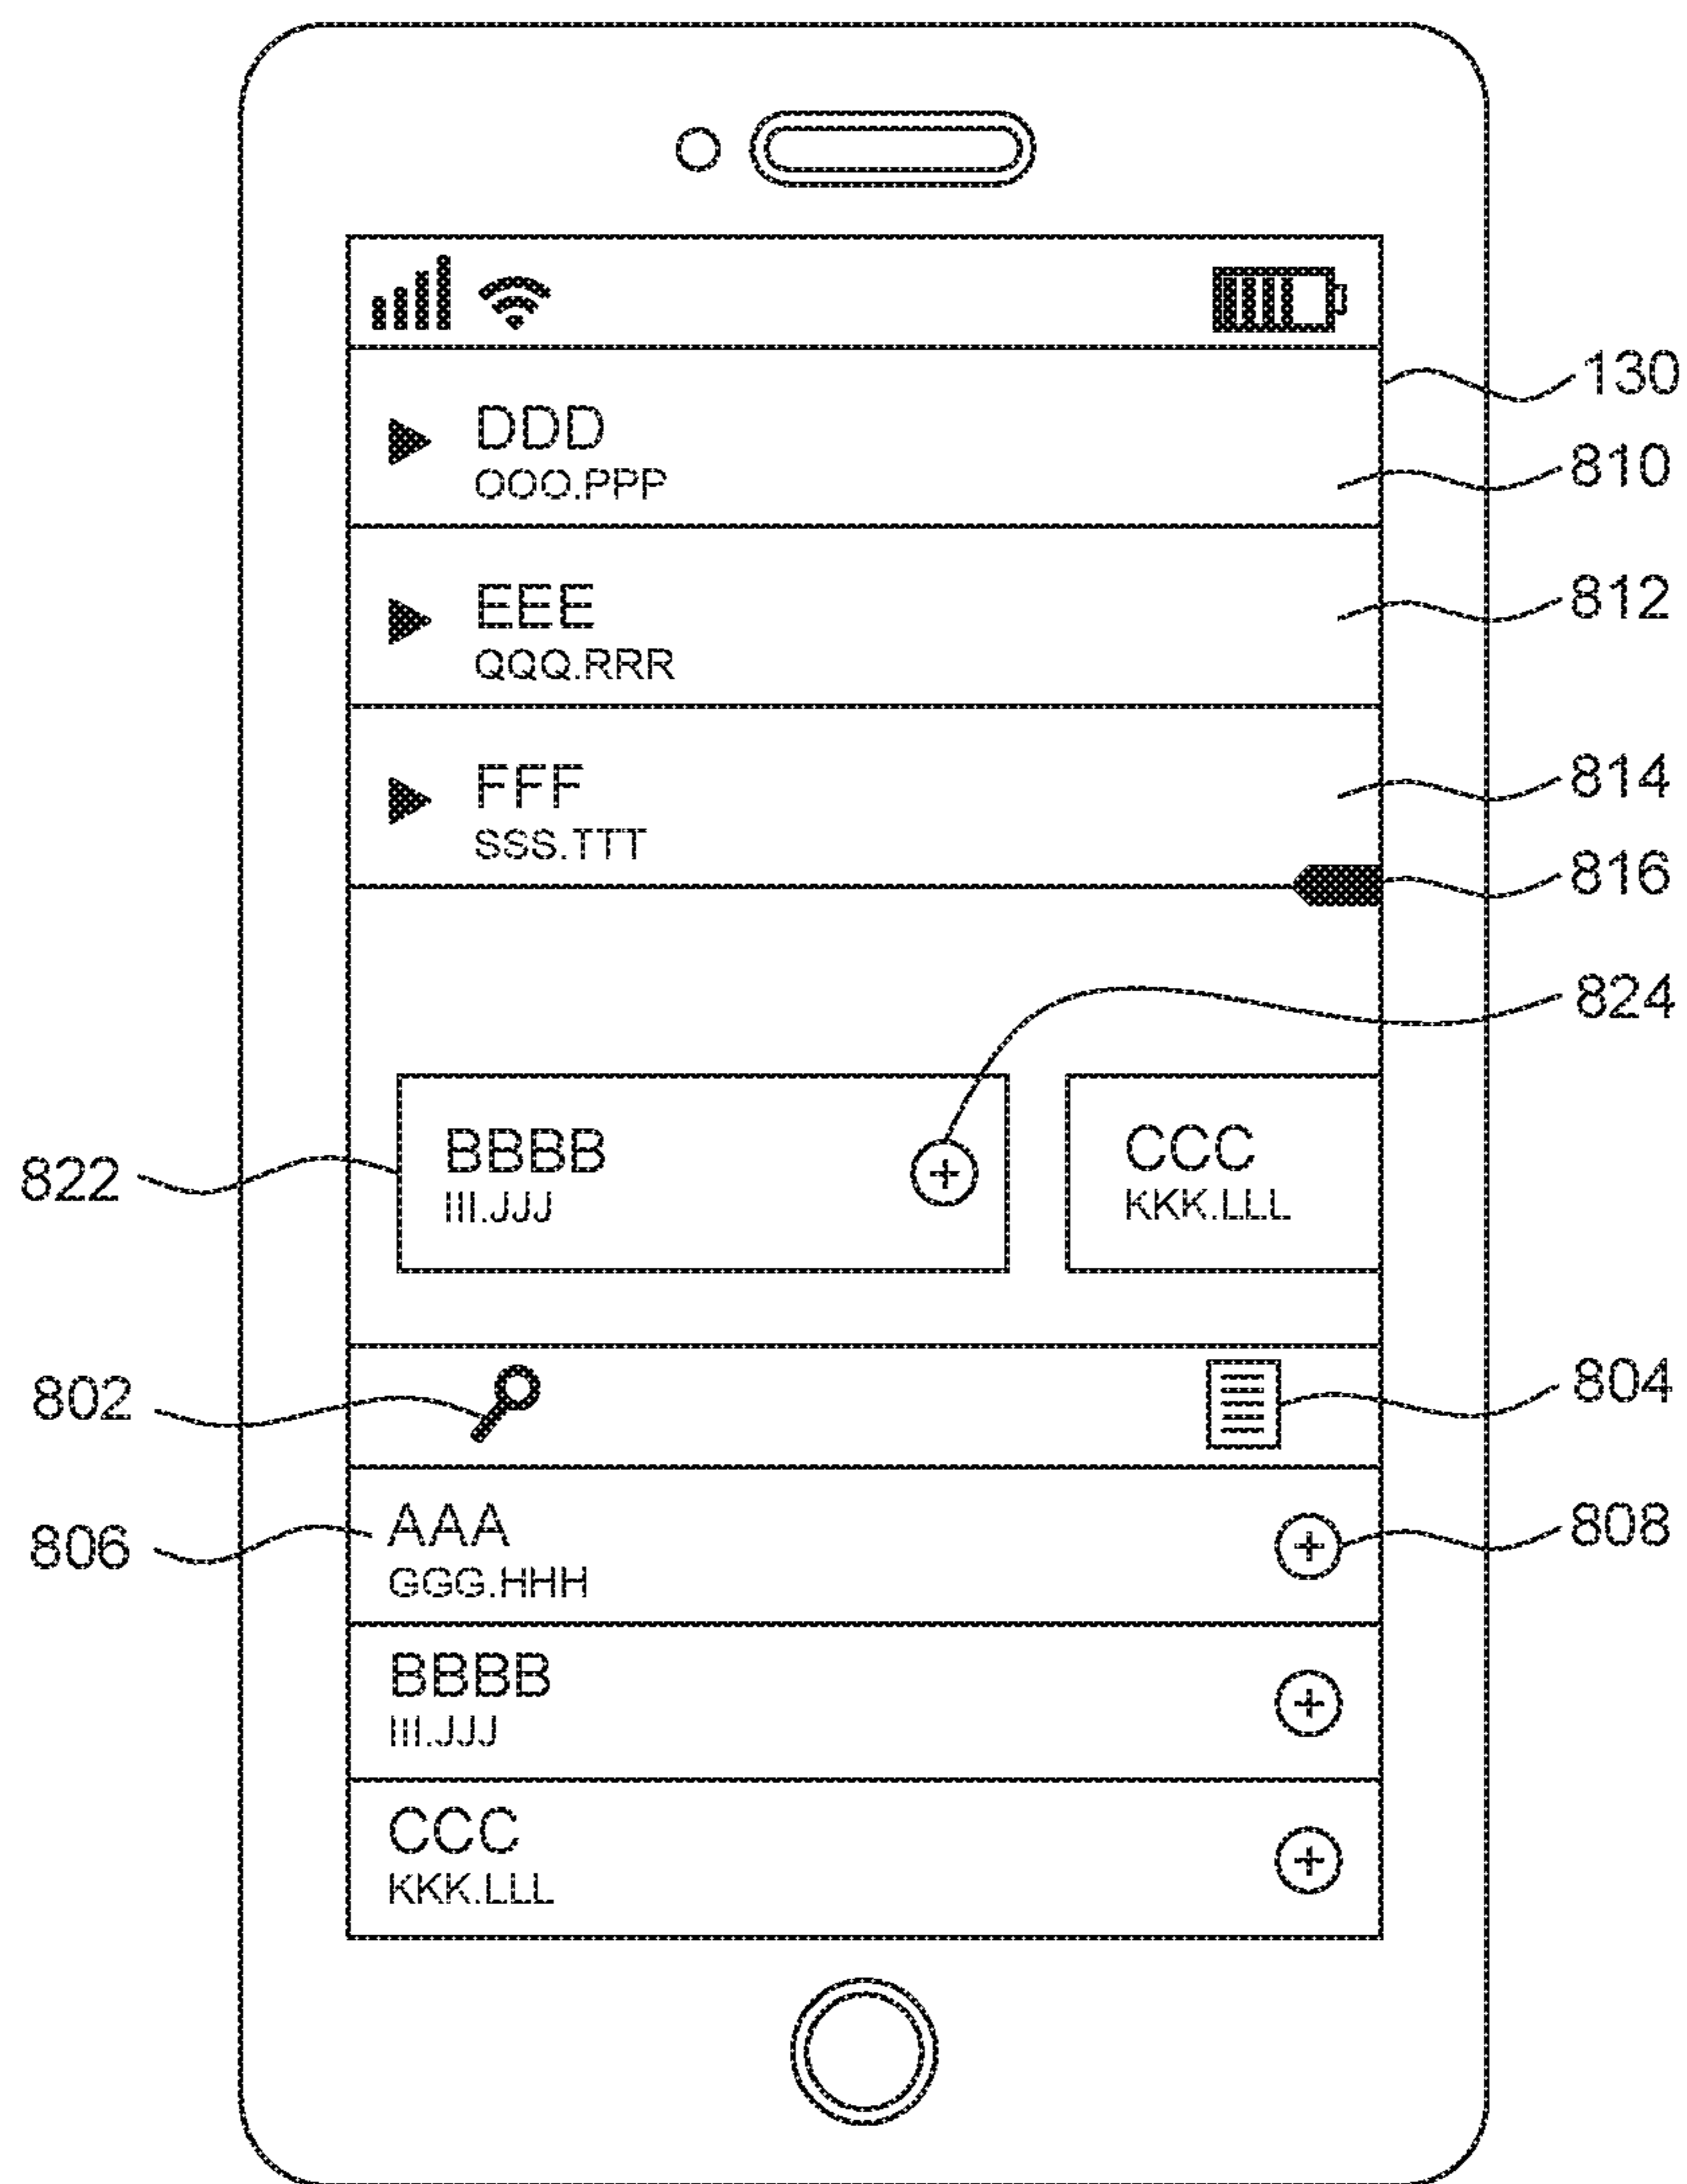 130
DDD
OOO.PPP
810
EEE
QQQ.RRR
812
FFF
SSS.TTT
814
816
824
BBBB
III.JJJ
CCC
KKK.LLL
822
802
804
AAA
GGG.HHH
806
808
BBBB
III.JJJ
CCC
KKK.LLL